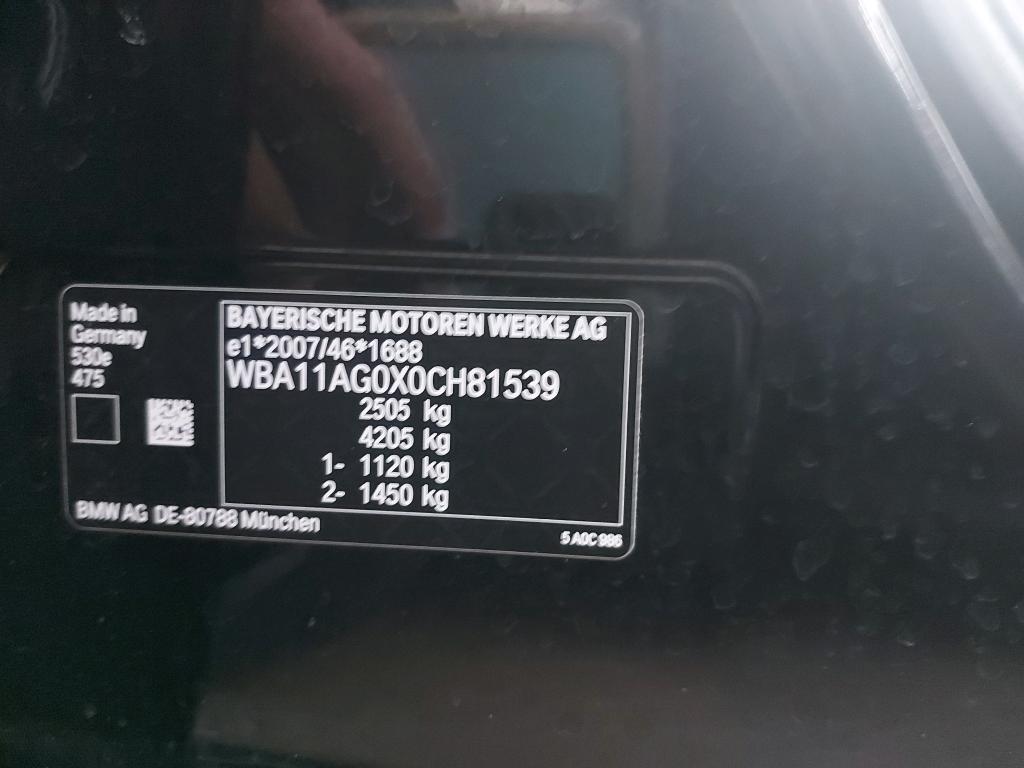 Made in
Germany
530e
475
BAYERISCHE MOTOREN WERKE AG
e1*2007/46*1688
WBA11AG0X0CH81539
2505 kg
4205 kg
1- 1120 kg
2- 1450 kg
BMW AG DE-80788 München
5 A0C 986